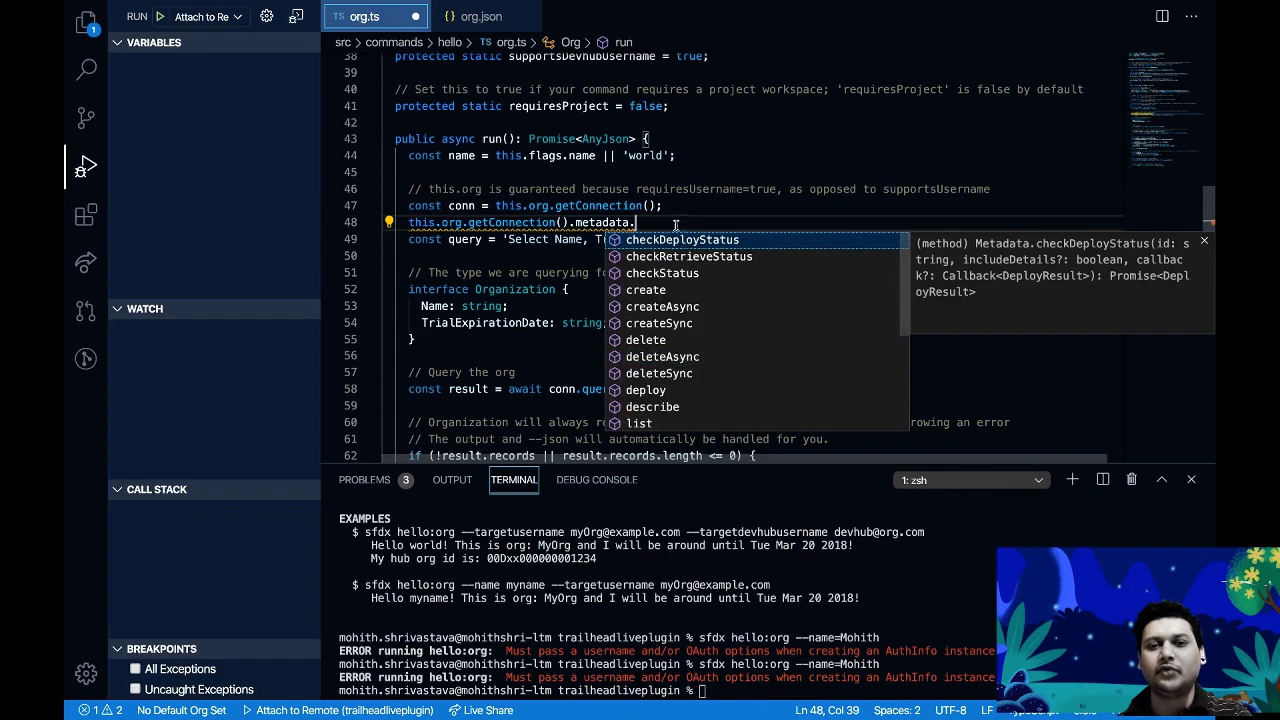 RUN Attach to Re
TS org.ts
{ } org.json
VARIABLES
src > commands > hello > TS org.ts > Org > run
38 protected static supportsDevhubUsername = true;
39
40 // Set this to true if your command requires a project workspace; 'requiresProject' is false by default
41 protected static requiresProject = false;
42
43 public async run(): Promise<AnyJson> {
44 const name = this.flags.name || 'world';
45
46 // this.org is guaranteed because requiresUsername=true, as opposed to supportsUsername
47 const conn = this.org.getConnection();
48 this.org.getConnection().metadata.
49 const query = 'Select Name, Tr
50
51 // The type we are querying fo
52 interface Organization {
53 Name: string;
54 TrialExpirationDate: string;
55 }
56
57 // Query the org
58 const result = await conn.quer
59
60 // Organization will always re rowing an error
61 // The output and --json will automatically be handled for you.
62 if (!result.records || result.records.length <= 0) {
checkDeployStatus
checkRetrieveStatus
checkStatus
create
createAsync
createSync
delete
deleteAsync
deleteSync
deploy
describe
list
(method) Metadata.checkDeployStatus(id: s
tring, includeDetails?: boolean, callbac
k?: Callback<DeployResult>): Promise<Depl
oyResult>
WATCH
CALL STACK
BREAKPOINTS
All Exceptions
Uncaught Exceptions
PROBLEMS 3 OUTPUT TERMINAL DEBUG CONSOLE 1: zsh
EXAMPLES
$ sfdx hello:org --targetusername myOrg@example.com --targetdevhubusername devhub@org.com
Hello world! This is org: MyOrg and I will be around until Tue Mar 20 2018!
My hub org id is: 00Dxx000000001234
$ sfdx hello:org --name myname --targetusername myOrg@example.com
Hello myname! This is org: MyOrg and I will be around until Tue Mar 20 2018!
mohith.shrivastava@mohithshri-ltm trailheadliveplugin % sfdx hello:org --name=Mohith
ERROR running hello:org: Must pass a username and/or OAuth options when creating an AuthInfo instance
mohith.shrivastava@mohithshri-ltm trailheadliveplugin % sfdx hello:org --name=Mohith
ERROR running hello:org: Must pass a username and/or OAuth options when creating an AuthInfo instance
mohith.shrivastava@mohithshri-ltm trailheadliveplugin %
1 2 No Default Org Set Attach to Remote (trailheadliveplugin) Live Share Ln 48, Col 39 Spaces: 2 UTF-8 LF